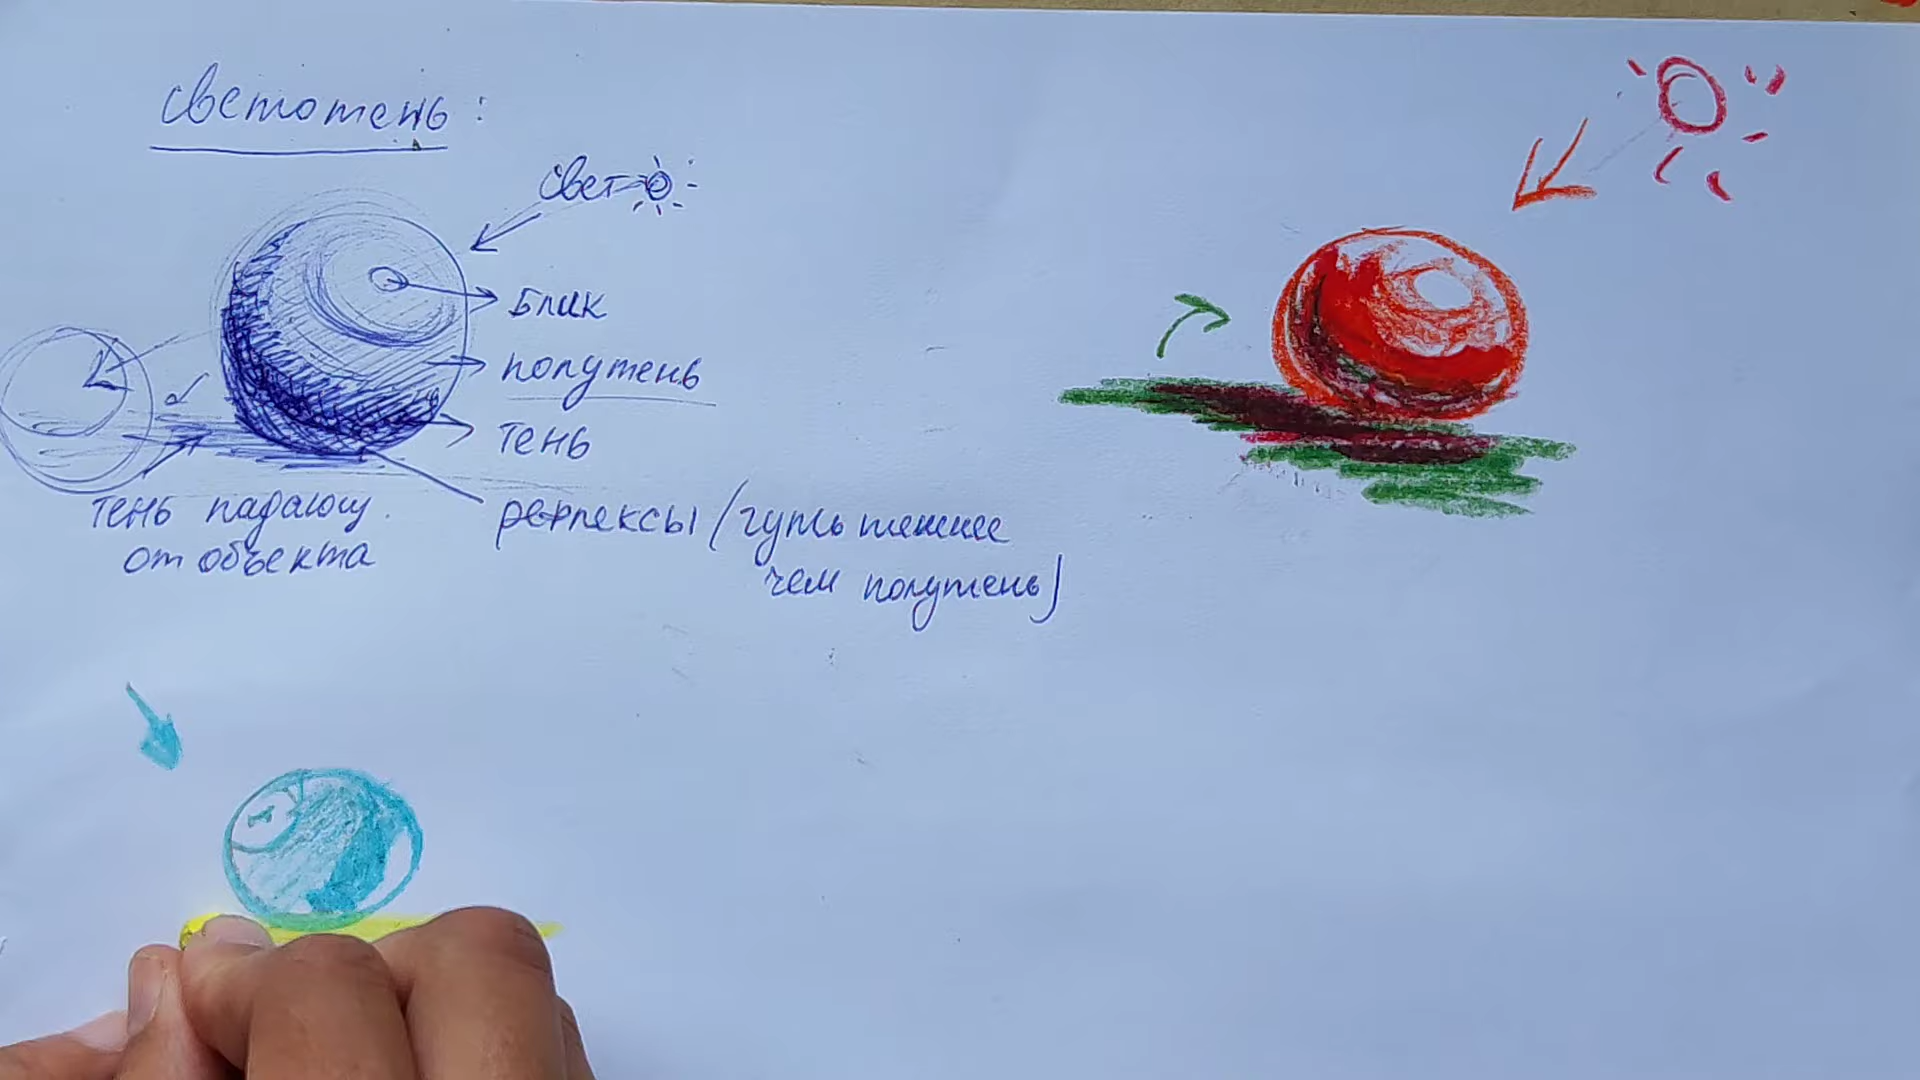 светотень:
свет
блик
полутень
тень
тень падающ.
от объекта
рефлексы (чуть темнее
чем полутень)